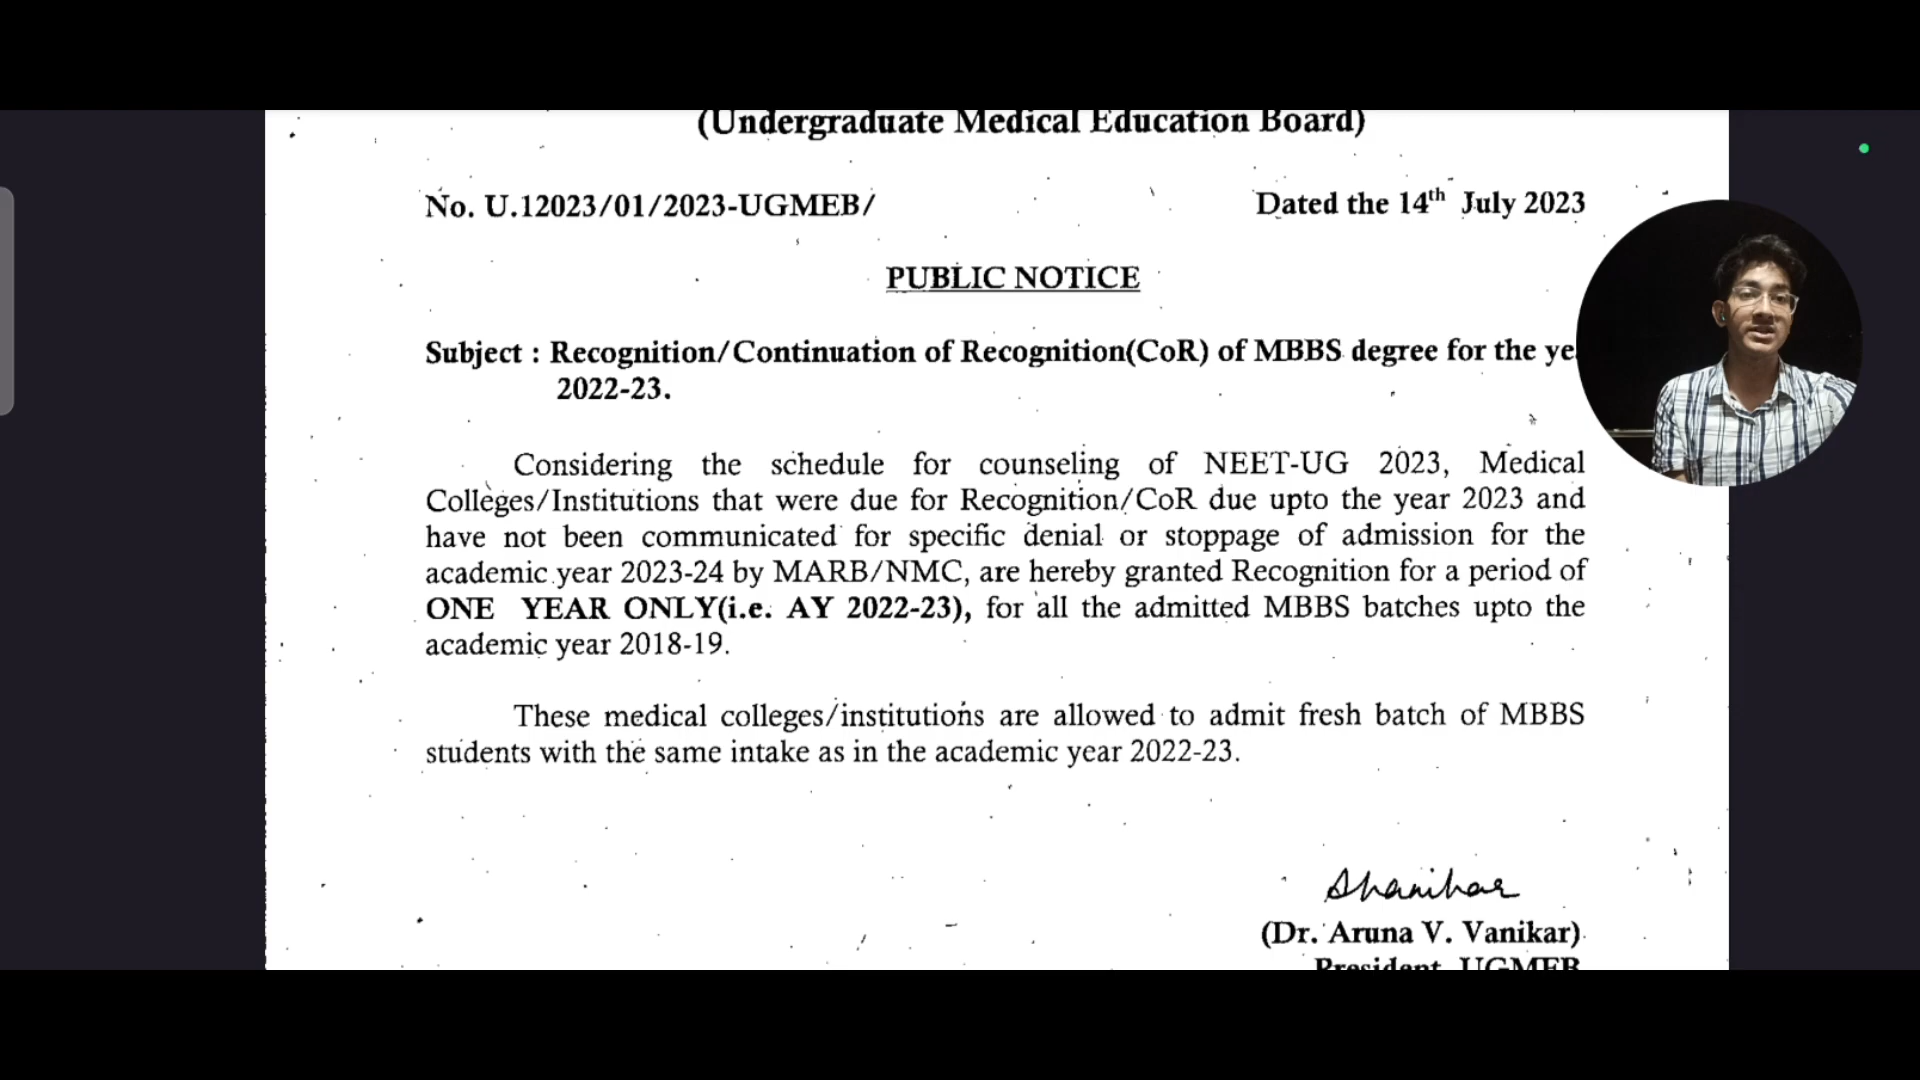 (Undergraduate Medical Education Board)
No. U.12023/01/2023-UGMEB/
Dated the 14th July 2023
PUBLIC NOTICE
Subject : Recognition/Continuation of Recognition(CoR) of MBBS degree for the ye
2022-23.
Considering the schedule for counseling of NEET-UG 2023, Medical
Colleges/Institutions that were due for Recognition/CoR due upto the year 2023 and
have not been communicated for specific denial or stoppage of admission for the
academic year 2023-24 by MARB/NMC, are hereby granted Recognition for a period of
ONE YEAR ONLY(i.e. AY 2022-23), for all the admitted MBBS batches upto the
academic year 2018-19.
These medical colleges/institutions are allowed to admit fresh batch of MBBS
students with the same intake as in the academic year 2022-23.
(Dr. Aruna V. Vanikar)
President, UGMEB